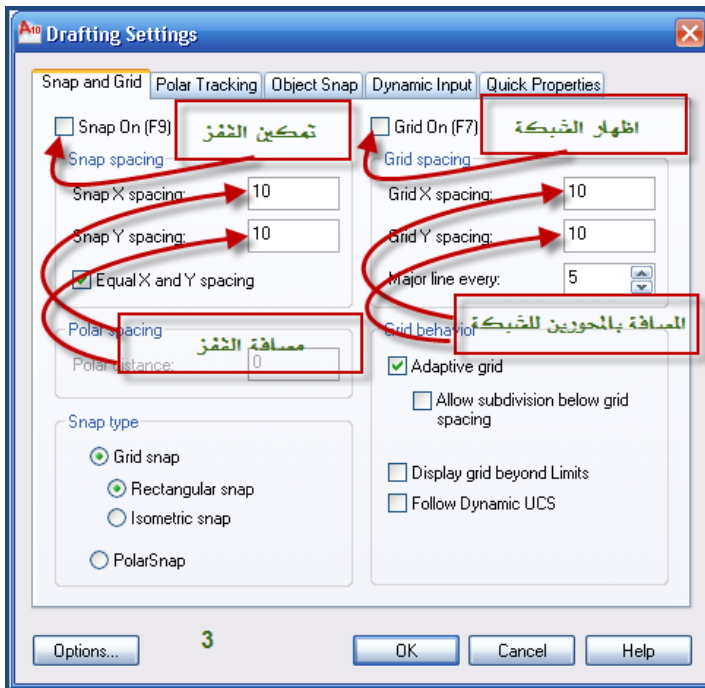 A10 Drafting Settings
Snap and Grid Polar Tracking Object Snap Dynamic Input Quick Properties
Snap On (F9)
تمكين القفز
Snap spacing
Snap X spacing: 10
Snap Y spacing: 10
Equal X and Y spacing
Polar spacing
Polar distance: 0
مسافة القفز
Snap type
Grid snap
Rectangular snap
Isometric snap
PolarSnap
Grid On (F7)
اظهار الشبكة
Grid spacing
Grid X spacing: 10
Grid Y spacing: 10
Major line every: 5
المسافة بالمحورين للشبكة
Grid behavior
Adaptive grid
Allow subdivision below grid
spacing
Display grid beyond Limits
Follow Dynamic UCS
Options... 3 OK Cancel Help